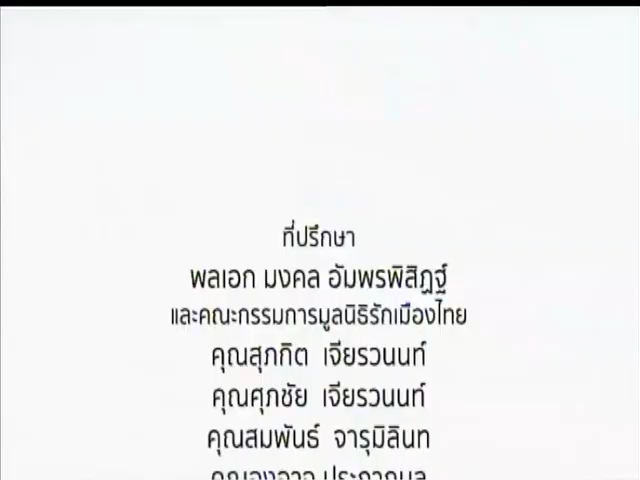 ที่ปรึกษา
พลเอก มงคล อัมพรพิสิฏฐ์
และคณะกรรมการมูลนิธิรักเมืองไทย
คุณสุภกิต เจียรวนนท์
คุณศุภชัย เจียรวนนท์
คุณสมพันธ์ จารุมิลินท